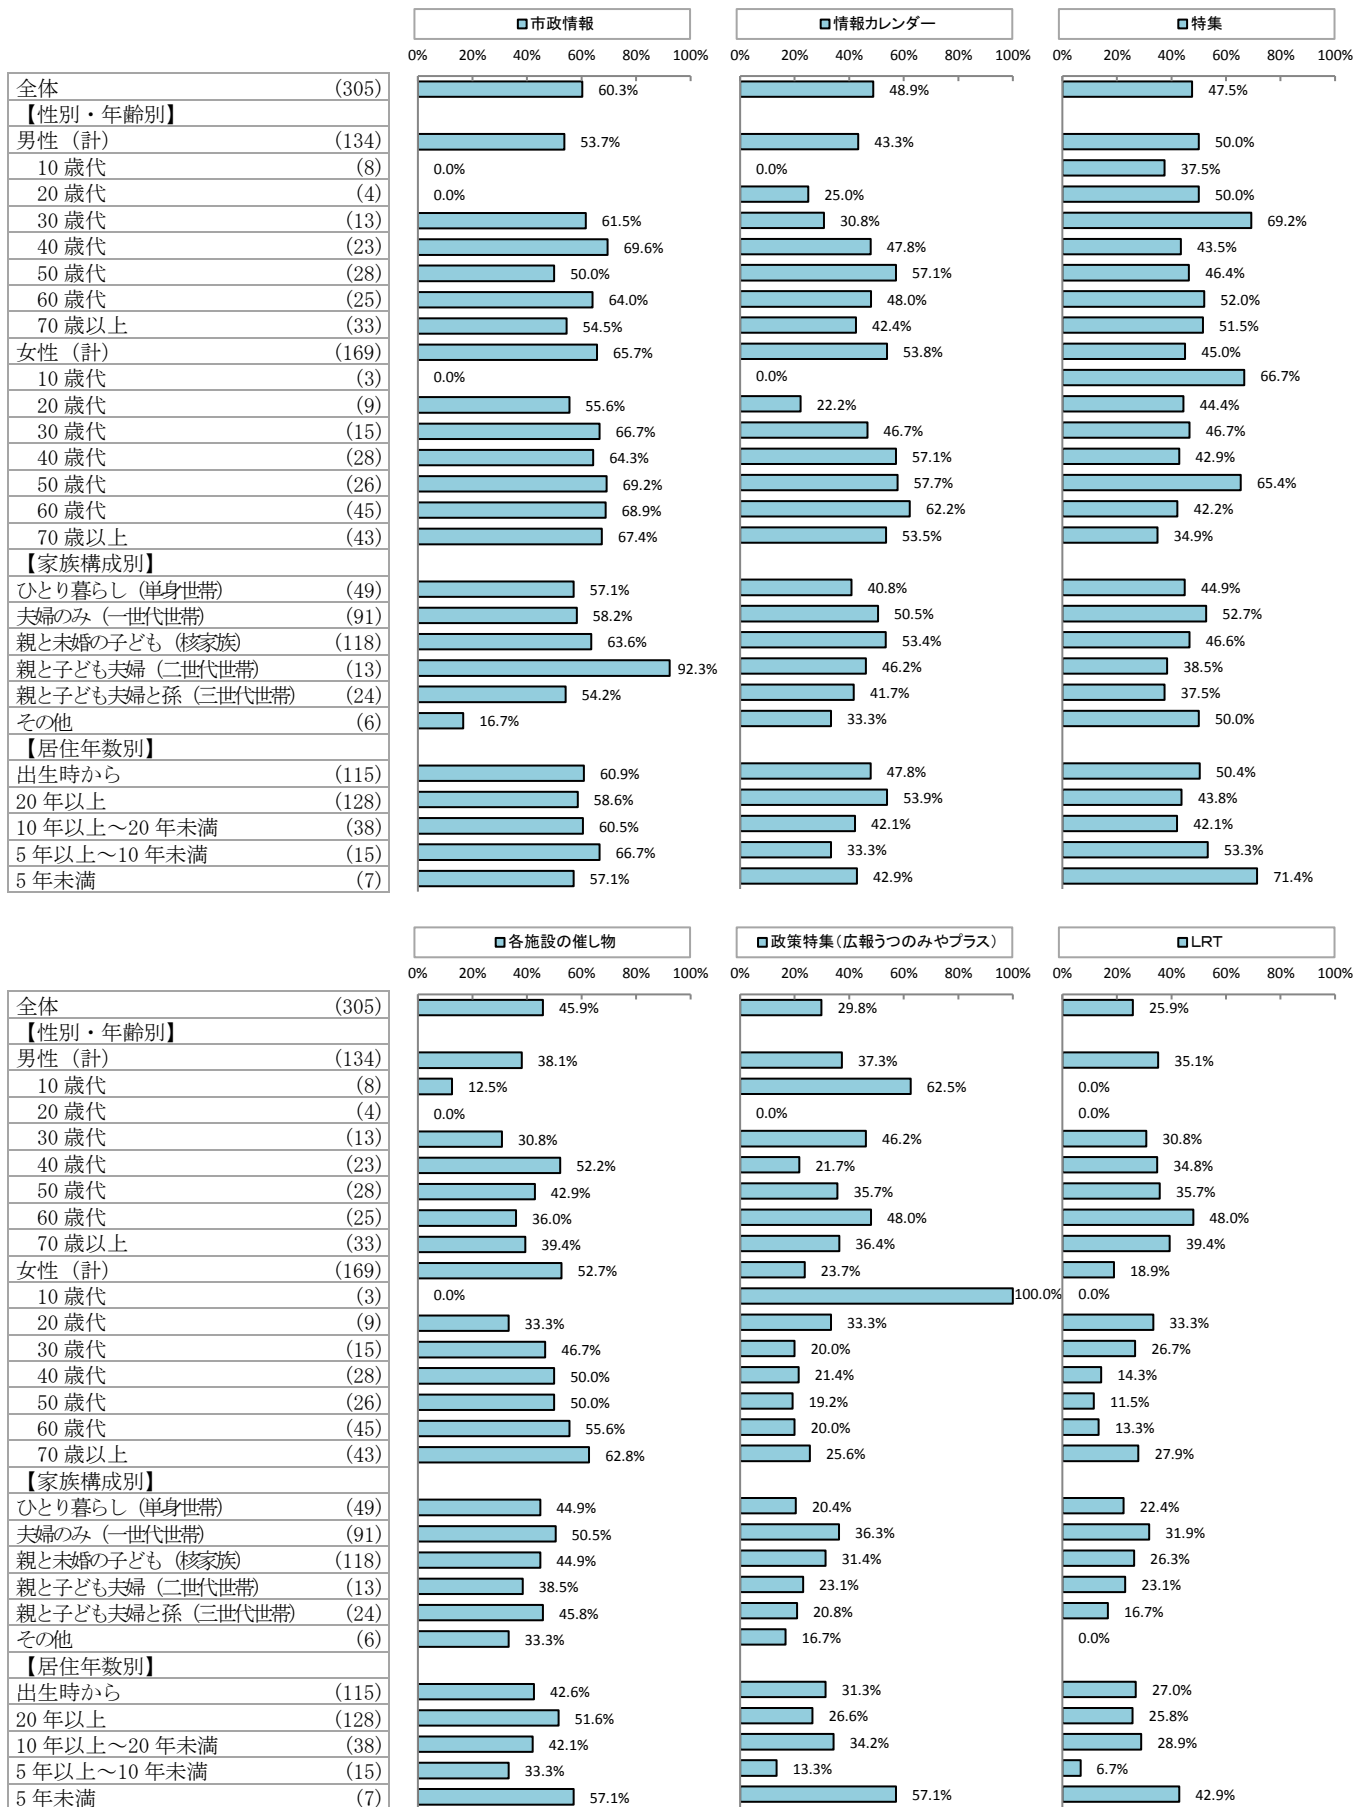 市政情報 情報カレンダー 特集
0% 20% 40% 60% 80% 100% 0% 20% 40% 60% 80% 100% 0% 20% 40% 60% 80% 100%
全体 (305) 60.3% 48.9% 47.5%
【性別・年齢別】
男性（計） (134) 53.7% 43.3% 50.0%
10歳代 (8) 0.0% 0.0% 37.5%
20歳代 (4) 0.0% 25.0% 50.0%
30歳代 (13) 61.5% 30.8% 69.2%
40歳代 (23) 69.6% 47.8% 43.5%
50歳代 (28) 50.0% 57.1% 46.4%
60歳代 (25) 64.0% 48.0% 52.0%
70歳以上 (33) 54.5% 42.4% 51.5%
女性（計） (169) 65.7% 53.8% 45.0%
10歳代 (3) 0.0% 0.0% 66.7%
20歳代 (9) 55.6% 22.2% 44.4%
30歳代 (15) 66.7% 46.7% 46.7%
40歳代 (28) 64.3% 57.1% 42.9%
50歳代 (26) 69.2% 57.7% 65.4%
60歳代 (45) 68.9% 62.2% 42.2%
70歳以上 (43) 67.4% 53.5% 34.9%
【家族構成別】
ひとり暮らし（単身世帯） (49) 57.1% 40.8% 44.9%
夫婦のみ（一世代世帯） (91) 58.2% 50.5% 52.7%
親と未婚の子ども（核家族） (118) 63.6% 53.4% 46.6%
親と子ども夫婦（二世代世帯） (13) 92.3% 46.2% 38.5%
親と子ども夫婦と孫（三世代世帯） (24) 54.2% 41.7% 37.5%
その他 (6) 16.7% 33.3% 50.0%
【居住年数別】
出生時から (115) 60.9% 47.8% 50.4%
20年以上 (128) 58.6% 53.9% 43.8%
10年以上～20年未満 (38) 60.5% 42.1% 42.1%
5年以上～10年未満 (15) 66.7% 33.3% 53.3%
5年未満 (7) 57.1% 42.9% 71.4%
各施設の催し物 政策特集（広報うつのみやプラス） LRT
0% 20% 40% 60% 80% 100% 0% 20% 40% 60% 80% 100% 0% 20% 40% 60% 80% 100%
全体 (305) 45.9% 29.8% 25.9%
【性別・年齢別】
男性（計） (134) 38.1% 37.3% 35.1%
10歳代 (8) 12.5% 62.5% 0.0%
20歳代 (4) 0.0% 0.0% 0.0%
30歳代 (13) 30.8% 46.2% 30.8%
40歳代 (23) 52.2% 21.7% 34.8%
50歳代 (28) 42.9% 35.7% 35.7%
60歳代 (25) 36.0% 48.0% 48.0%
70歳以上 (33) 39.4% 36.4% 39.4%
女性（計） (169) 52.7% 23.7% 18.9%
10歳代 (3) 0.0% 100.0% 0.0%
20歳代 (9) 33.3% 33.3% 33.3%
30歳代 (15) 46.7% 20.0% 26.7%
40歳代 (28) 50.0% 21.4% 14.3%
50歳代 (26) 50.0% 19.2% 11.5%
60歳代 (45) 55.6% 20.0% 13.3%
70歳以上 (43) 62.8% 25.6% 27.9%
【家族構成別】
ひとり暮らし（単身世帯） (49) 44.9% 20.4% 22.4%
夫婦のみ（一世代世帯） (91) 50.5% 36.3% 31.9%
親と未婚の子ども（核家族） (118) 44.9% 31.4% 26.3%
親と子ども夫婦（二世代世帯） (13) 38.5% 23.1% 23.1%
親と子ども夫婦と孫（三世代世帯） (24) 45.8% 20.8% 16.7%
その他 (6) 33.3% 16.7% 0.0%
【居住年数別】
出生時から (115) 42.6% 31.3% 27.0%
20年以上 (128) 51.6% 26.6% 25.8%
10年以上～20年未満 (38) 42.1% 34.2% 28.9%
5年以上～10年未満 (15) 33.3% 13.3% 6.7%
5年未満 (7) 57.1% 57.1% 42.9%